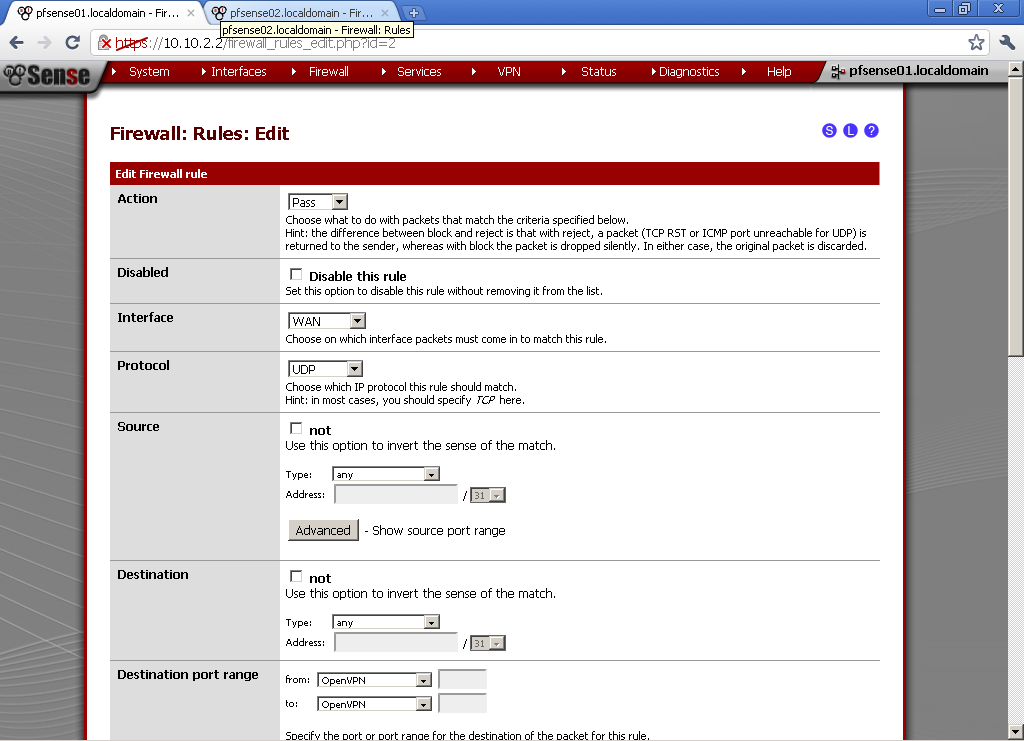 pfsense01.localdomain - Fir...
pfsense02.localdomain - Fir...
pfsense02.localdomain - Firewall: Rules
https://10.10.2.2/firewall_rules_edit.php?id=2
Sense System Interfaces Firewall Services VPN Status Diagnostics Help pfsense01.localdomain
Firewall: Rules: Edit
S L ?
Edit Firewall rule
Action
Pass
Choose what to do with packets that match the criteria specified below.
Hint: the difference between block and reject is that with reject, a packet (TCP RST or ICMP port unreachable for UDP) is
returned to the sender, whereas with block the packet is dropped silently. In either case, the original packet is discarded.
Disabled
Disable this rule
Set this option to disable this rule without removing it from the list.
Interface
WAN
Choose on which interface packets must come in to match this rule.
Protocol
UDP
Choose which IP protocol this rule should match.
Hint: in most cases, you should specify TCP here.
Source
not
Use this option to invert the sense of the match.
Type: any
Address: / 31
Advanced - Show source port range
Destination
not
Use this option to invert the sense of the match.
Type: any
Address: / 31
Destination port range
from: OpenVPN
to: OpenVPN
Specify the port or port range for the destination of the packet for this rule.